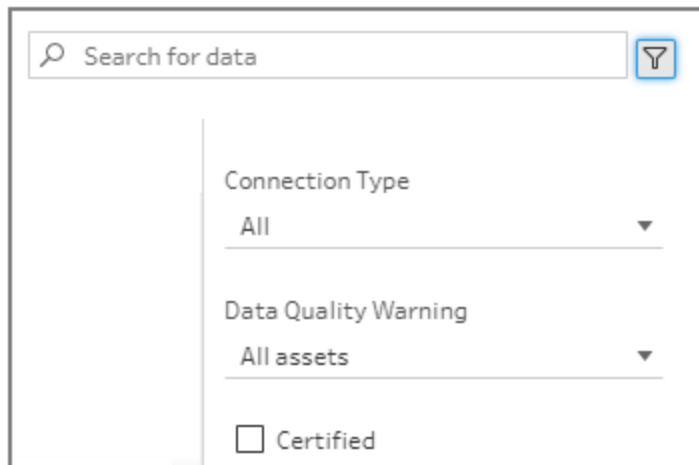 Search for data
Connection Type
All
Data Quality Warning
All assets
Certified